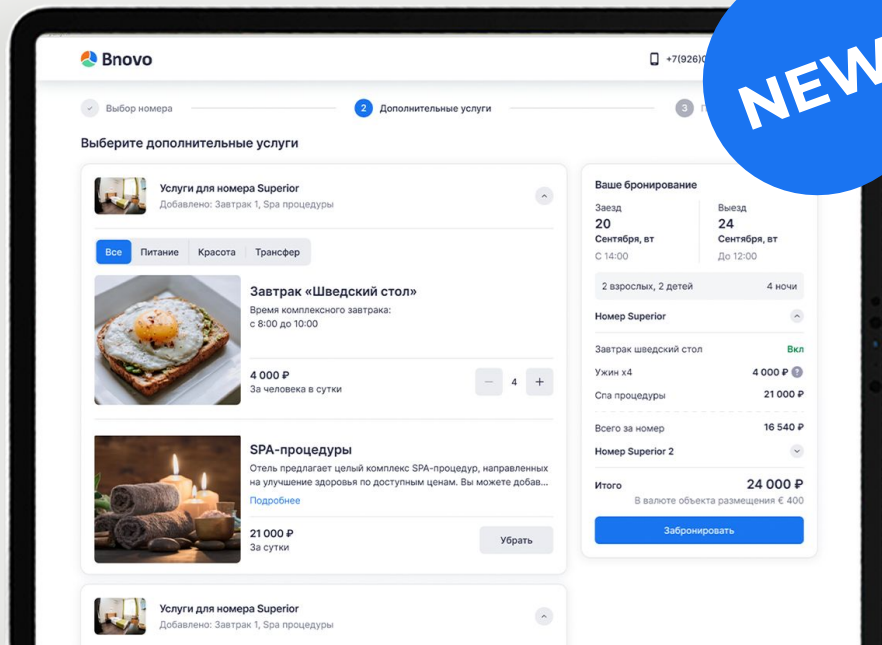 Bnovo
+7(926)
NEW
Выбор номера
2 Дополнительные услуги
3
Выберите дополнительные услуги
Услуги для номера Superior
Добавлено: Завтрак 1, Spa процедуры
Все Питание Красота Трансфер
Завтрак «Шведский стол»
Время комплексного завтрака:
с 8:00 до 10:00
4 000 ₽
За человека в сутки
− 4 +
SPA-процедуры
Отель предлагает целый комплекс SPA-процедур, направленных
на улучшение здоровья по доступным ценам. Вы можете добав...
Подробнее
21 000 ₽
За сутки
Убрать
Услуги для номера Superior
Добавлено: Завтрак 1, Spa процедуры
Ваше бронирование
Заезд Выезд
20 24
Сентября, вт Сентября, вт
С 14:00 До 12:00
2 взрослых, 2 детей 4 ночи
Номер Superior
Завтрак шведский стол Вкл
Ужин х4 4 000 ₽ ?
Спа процедуры 21 000 ₽
Всего за номер 16 540 ₽
Номер Superior 2
Итого 24 000 ₽
В валюте объекта размещения € 400
Забронировать